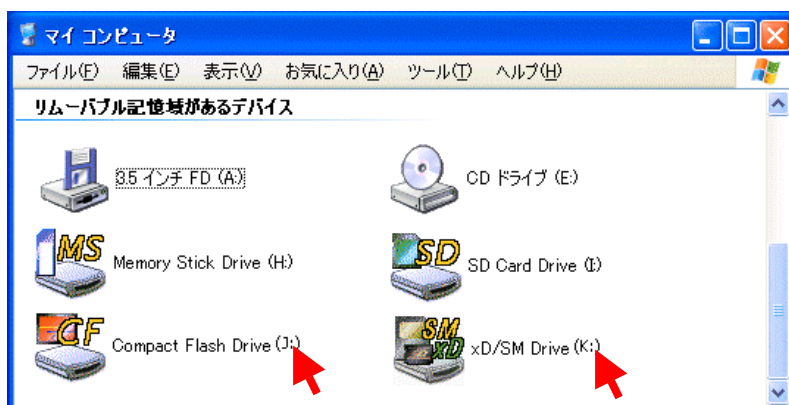 マイ コンピュータ
ファイル(F) 編集(E) 表示(V) お気に入り(A) ツール(T) ヘルプ(H)
リムーバブル記憶域があるデバイス
3.5 インチ FD (A:)
CD ドライブ (E:)
MS
Memory Stick Drive (H:)
SD
SD Card Drive (I:)
CF
Compact Flash Drive (J:)
SM
xD
xD/SM Drive (K:)